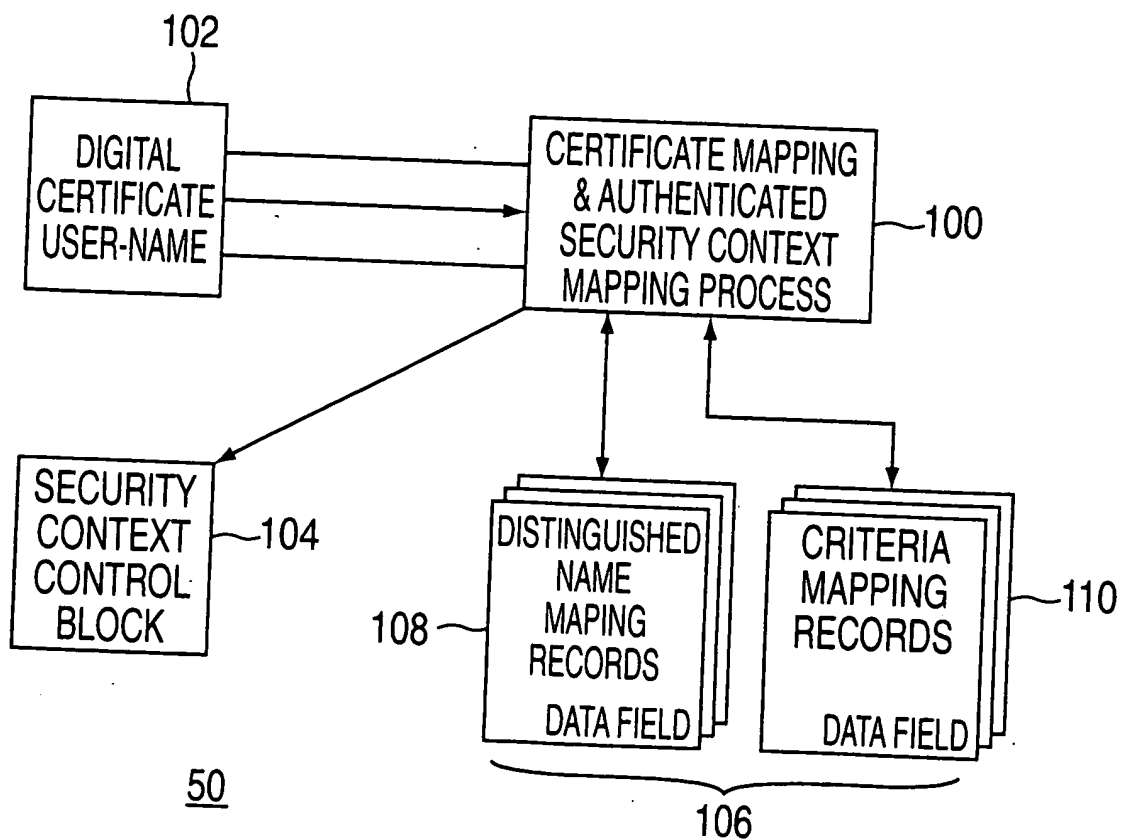 102
DIGITAL
CERTIFICATE
USER-NAME
CERTIFICATE MAPPING
& AUTHENTICATED
SECURITY CONTEXT
MAPPING PROCESS
100
SECURITY
CONTEXT
CONTROL
BLOCK
104
DISTINGUISHED
NAME
MAPING
RECORDS
DATA FIELD
108
CRITERIA
MAPPING
RECORDS
DATA FIELD
110
50
106